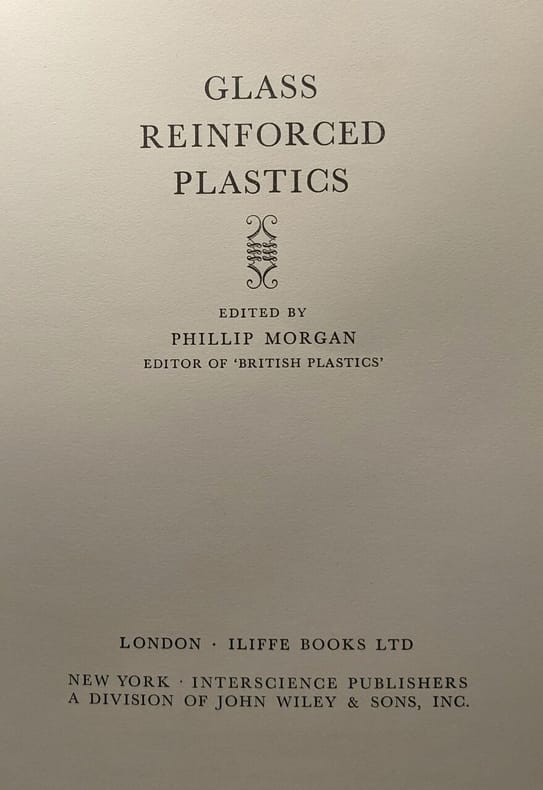 GLASS
REINFORCED
PLASTICS
EDITED BY
PHILLIP MORGAN
EDITOR OF ‘BRITISH PLASTICS’
LONDON · ILIFFE BOOKS LTD
NEW YORK · INTERSCIENCE PUBLISHERS
A DIVISION OF JOHN WILEY & SONS, INC.